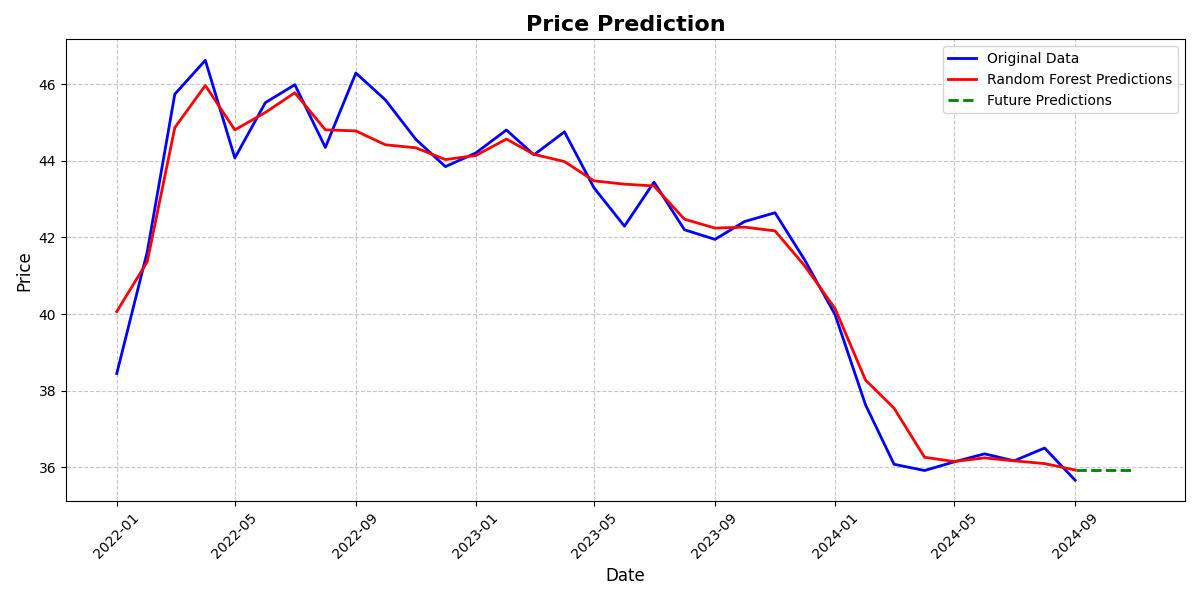 Price Prediction
Original Data
Random Forest Predictions
Future Predictions
Price
46
44
42
40
38
36
2022-01
2022-05
2022-09
2023-01
2023-05
2023-09
2024-01
2024-05
2024-09
Date